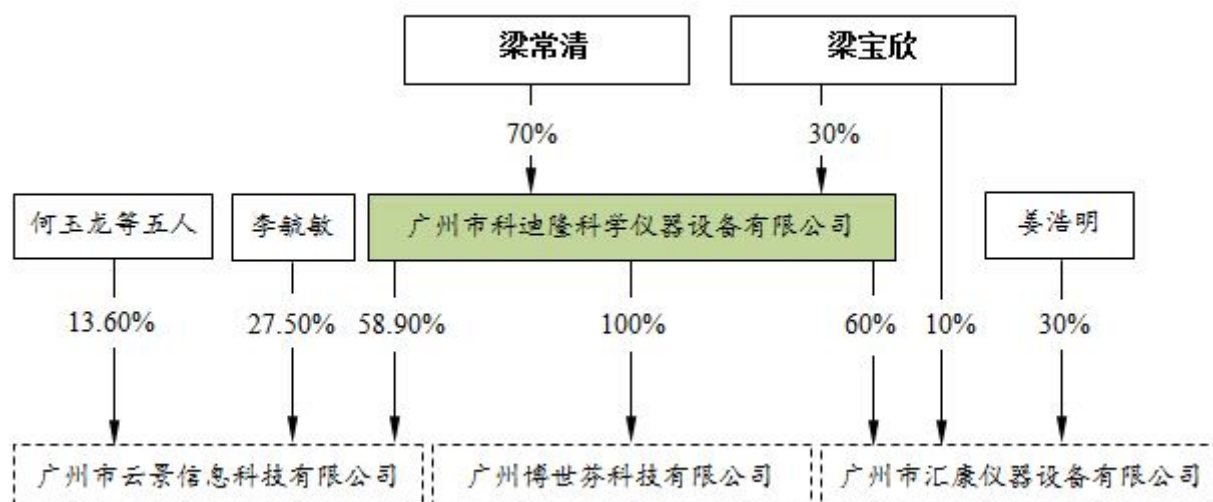 梁常清
梁宝欣
70%
30%
何玉龙等五人
李毓敏
广州市科迪隆科学仪器设备有限公司
姜浩明
13.60%
27.50%
58.90%
100%
60%
10%
30%
广州市云景信息科技有限公司
广州博世芬科技有限公司
广州市汇康仪器设备有限公司